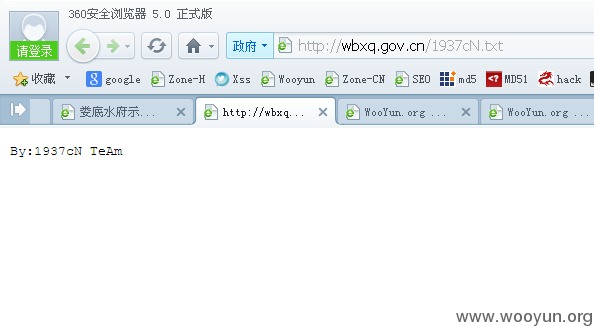 360安全浏览器 5.0 正式版
请登录
政府
http://wbxq.gov.cn/1937cN.txt
收藏 google Zone-H Xss Wooyun Zone-CN SEO md5 MD51 hack
娄底水府示... http://wbxq... WooYun.org ... WooYun.org ...
By:1937cN TeAm
www.wooyun.org